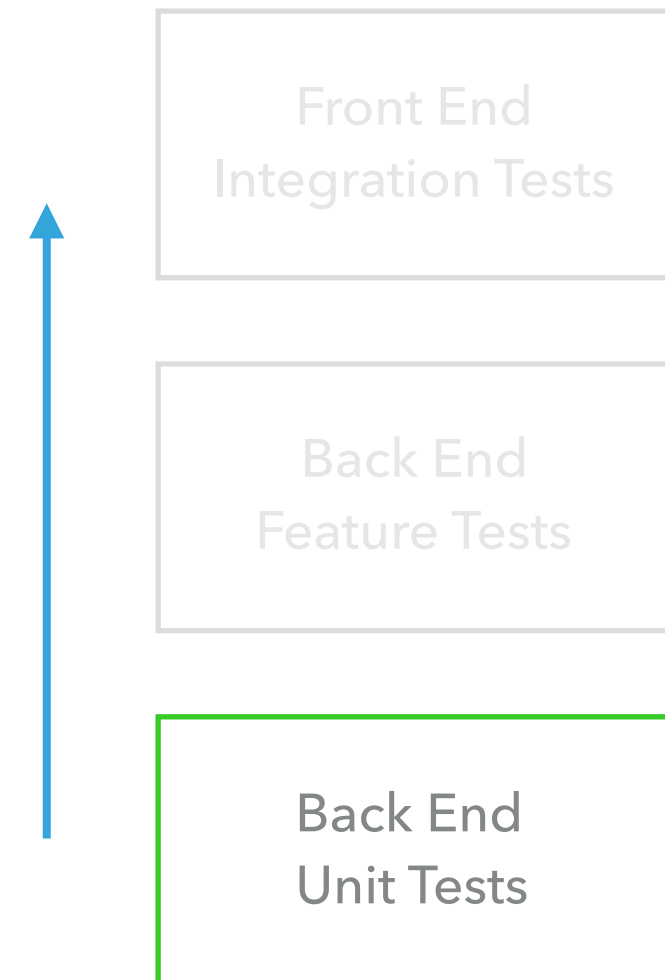 Front End
Integration Tests
Back End
Feature Tests
Back End
Unit Tests